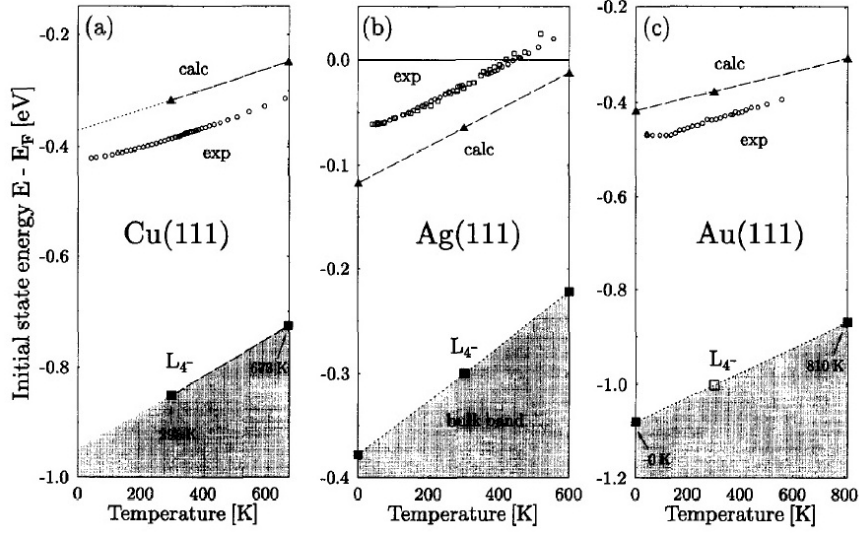 Initial state energy E - E_F [eV]
(a)
-0.2
-0.4
-0.6
-0.8
-1.0
calc
exp
Cu(111)
L₄-
673K
0
200
400
600
Temperature [K]
(b)
0.0
-0.1
-0.2
-0.3
-0.4
exp
calc
Ag(111)
L₄-
bulk band
0
200
400
600
Temperature [K]
(c)
-0.2
-0.4
-0.6
-0.8
-1.0
-1.2
calc
exp
Au(111)
L₄-
810 K
0 K
0
200
400
600
800
Temperature [K]